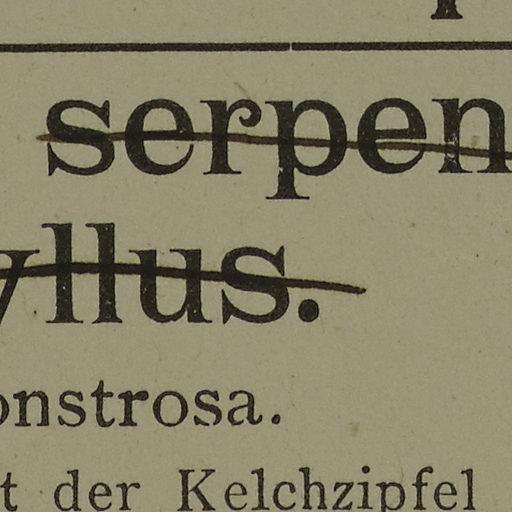 serpen
yllus.
onstrosa.
t der Kelchzipfel